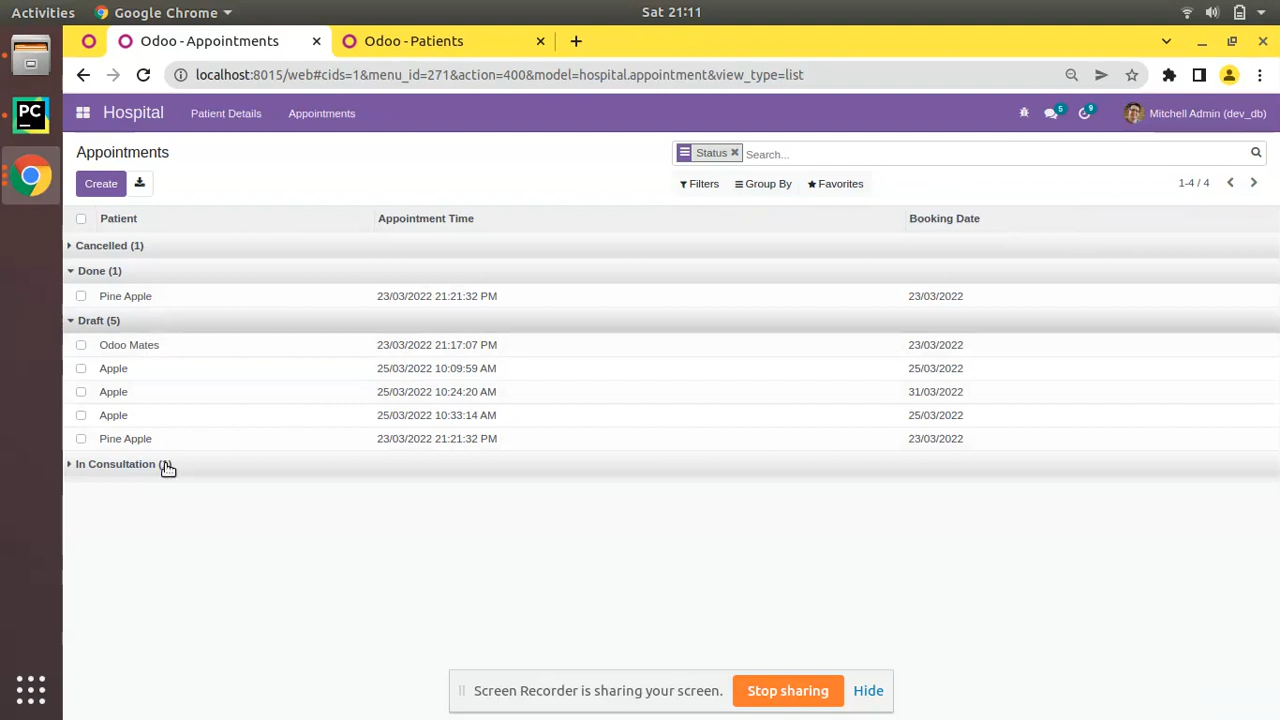 Activities
Google Chrome
Sat 21:11
Odoo - Appointments
Odoo - Patients
localhost:8015/web#cids=1&menu_id=271&action=400&model=hospital.appointment&view_type=list
Hospital
Patient Details
Appointments
5
9
Mitchell Admin (dev_db)
Appointments
Status
Search...
Create
Filters
Group By
Favorites
1-4 / 4
Patient
Appointment Time
Booking Date
Cancelled (1)
Done (1)
Pine Apple 23/03/2022 21:21:32 PM 23/03/2022
Draft (5)
Odoo Mates 23/03/2022 21:17:07 PM 23/03/2022
Apple 25/03/2022 10:09:59 AM 25/03/2022
Apple 25/03/2022 10:24:20 AM 31/03/2022
Apple 25/03/2022 10:33:14 AM 25/03/2022
Pine Apple 23/03/2022 21:21:32 PM 23/03/2022
In Consultation
PC
Screen Recorder is sharing your screen.
Stop sharing
Hide